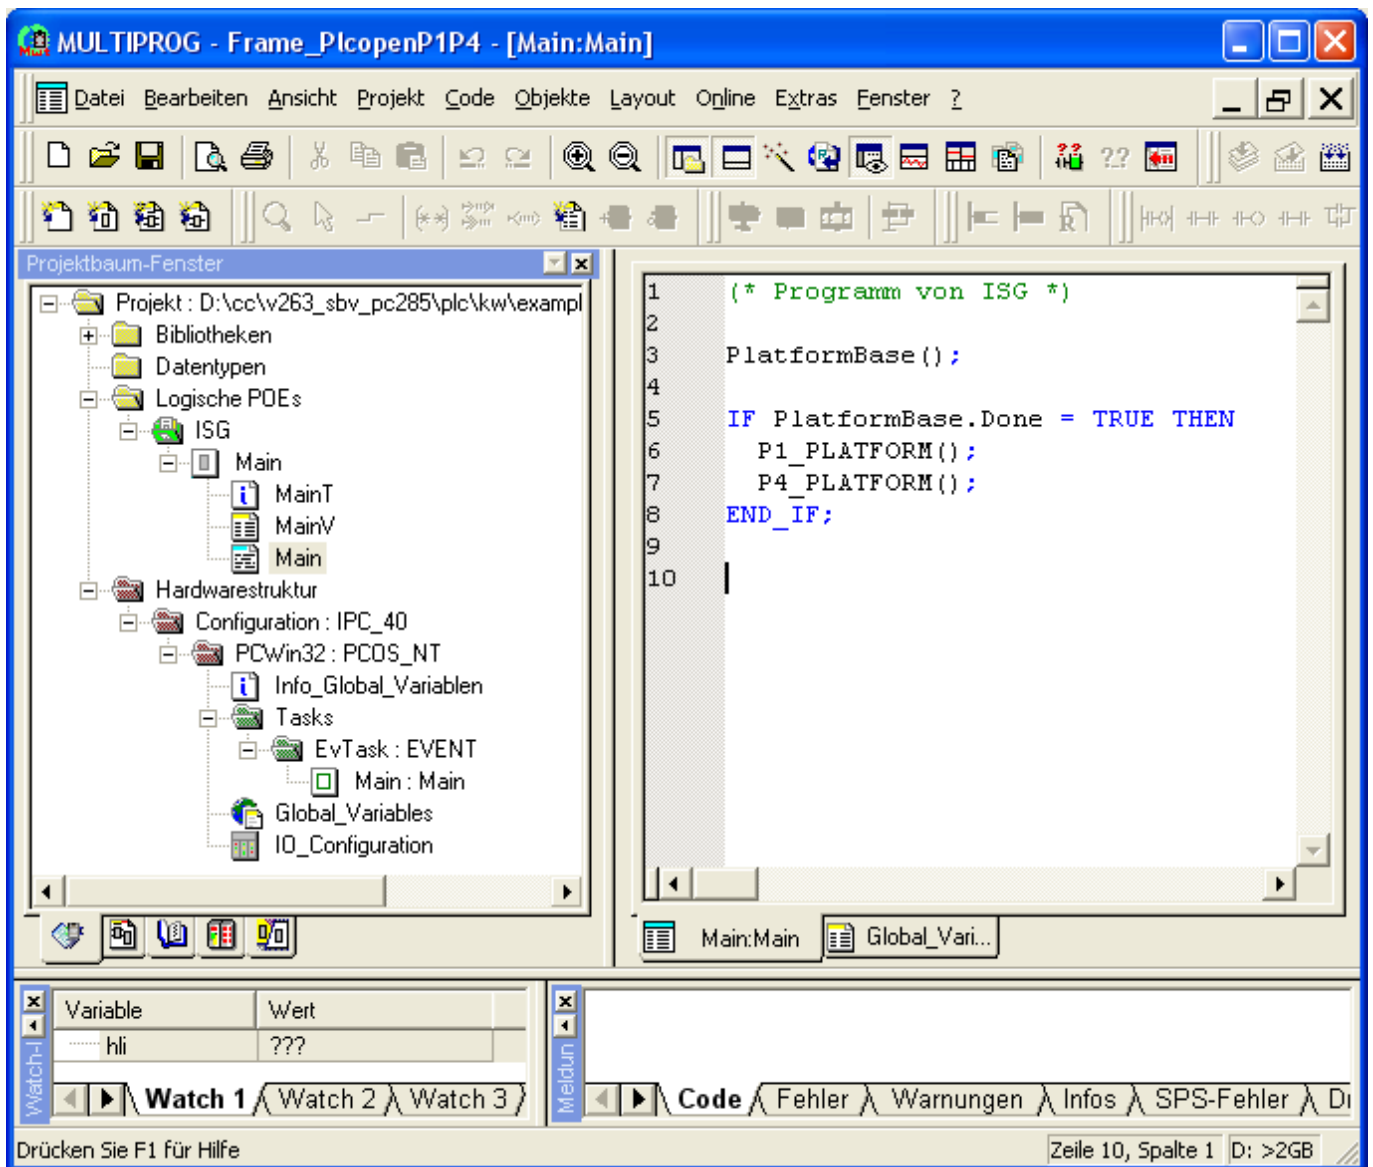 MULTIPROG - Frame_PlcopenP1P4 - [Main:Main]
Datei Bearbeiten Ansicht Projekt Code Objekte Layout Online Extras Fenster ?
Projektbaum-Fenster
Projekt : D:\cc\v263_sbv_pc285\plc\kw\exampl
Bibliotheken
Datentypen
Logische POEs
ISG
Main
MainT
MainV
Main
Hardwarestruktur
Configuration : IPC_40
PCWin32 : PCOS_NT
Info_Global_Variablen
Tasks
EvTask : EVENT
Main : Main
Global_Variables
IO_Configuration
1 (* Programm von ISG *)
2
3 PlatformBase();
4
5 IF PlatformBase.Done = TRUE THEN
6 P1_PLATFORM();
7 P4_PLATFORM();
8 END_IF;
9
10
Main:Main Global_Vari...
Watch-
Variable Wert
hli ???
Watch 1 Watch 2 Watch 3
Meldun
Code Fehler Warnungen Infos SPS-Fehler
Drücken Sie F1 für Hilfe
Zeile 10, Spalte 1 D: >2GB